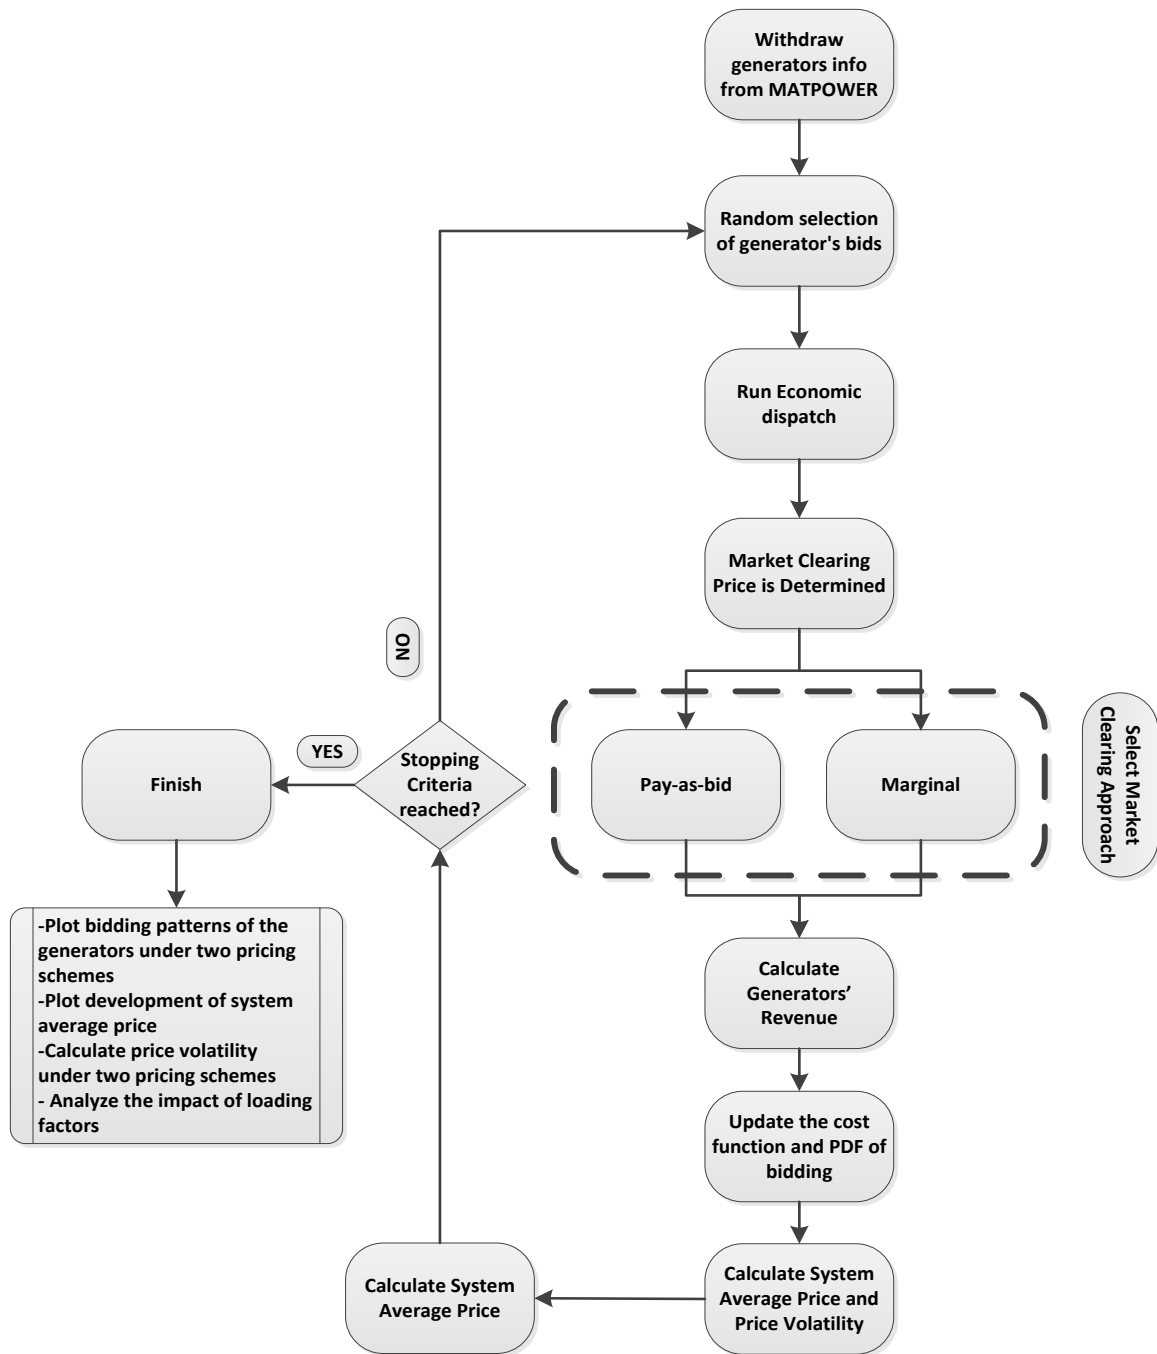 Withdraw
generators info
from MATPOWER
Random selection
of generator's bids
Run Economic
dispatch
Market Clearing
Price is Determined
NO
Select Market
Clearing Approach
Pay-as-bid
Marginal
Stopping
Criteria
reached?
YES
Finish
-Plot bidding patterns of the
generators under two pricing
schemes
-Plot development of system
average price
-Calculate price volatility
under two pricing schemes
- Analyze the impact of loading
factors
Calculate
Generators’
Revenue
Update the cost
function and PDF of
bidding
Calculate System
Average Price and
Price Volatility
Calculate System
Average Price